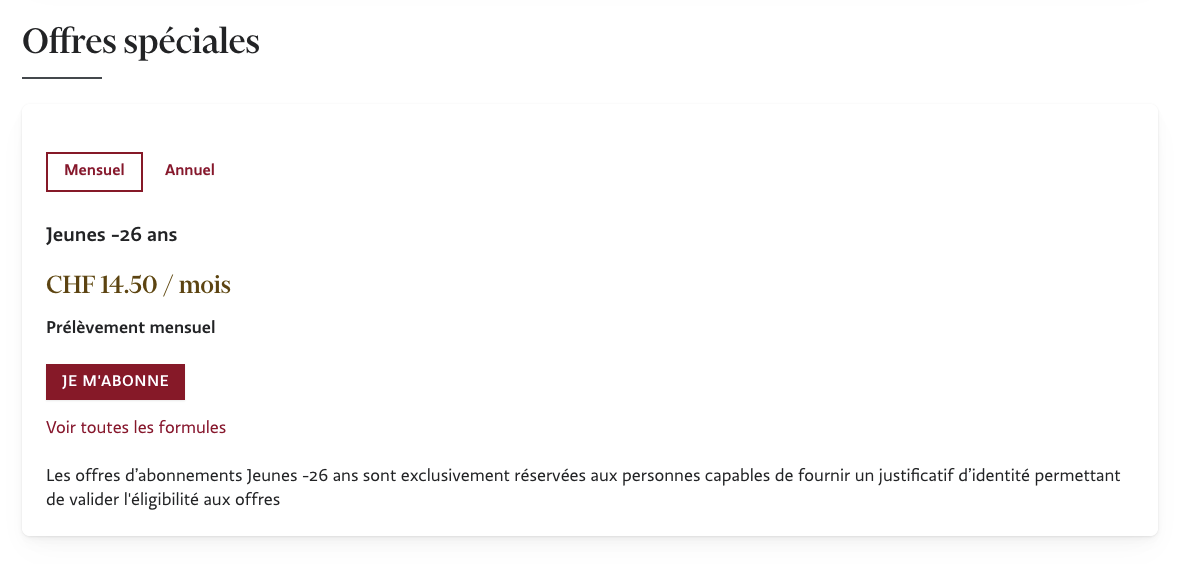 Offres spéciales
Mensuel
Annuel
Jeunes -26 ans
CHF 14.50 / mois
Prélèvement mensuel
JE M'ABONNE
Voir toutes les formules
Les offres d’abonnements Jeunes -26 ans sont exclusivement réservées aux personnes capables de fournir un justificatif d’identité permettant
de valider l'éligibilité aux offres